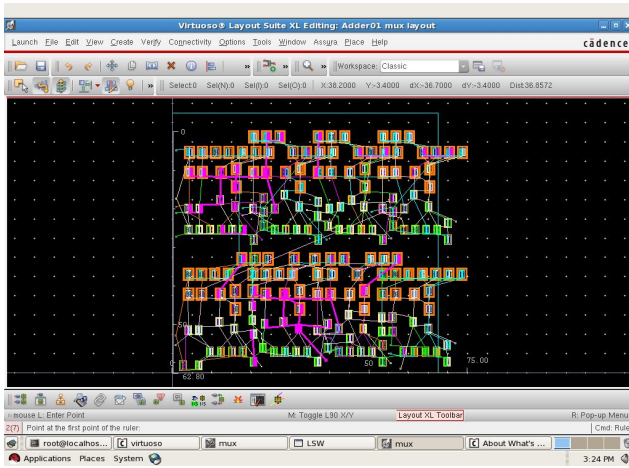 Virtuoso® Layout Suite XL Editing: Adder01 mux layout
Launch File Edit View Create Verify Connectivity Options Tools Window Assura Place Help
cādence
» » » Workspace: Classic
» Select:0 Sel(N):0 Sel(I):0 Sel(O):0 X:38.2000 Y:-3.4000 dX:-36.7000 dY:-3.4000 Dist:36.8572
0
50
50
75.00
62.80
mouse L: Enter Point M: Toggle L90 X/Y Layout XL Toolbar R: Pop-up Menu
2(7) Point at the first point of the ruler: Cmd: Rule
root@localhos... virtuoso mux LSW mux About What's ...
Applications Places System 3:24 PM